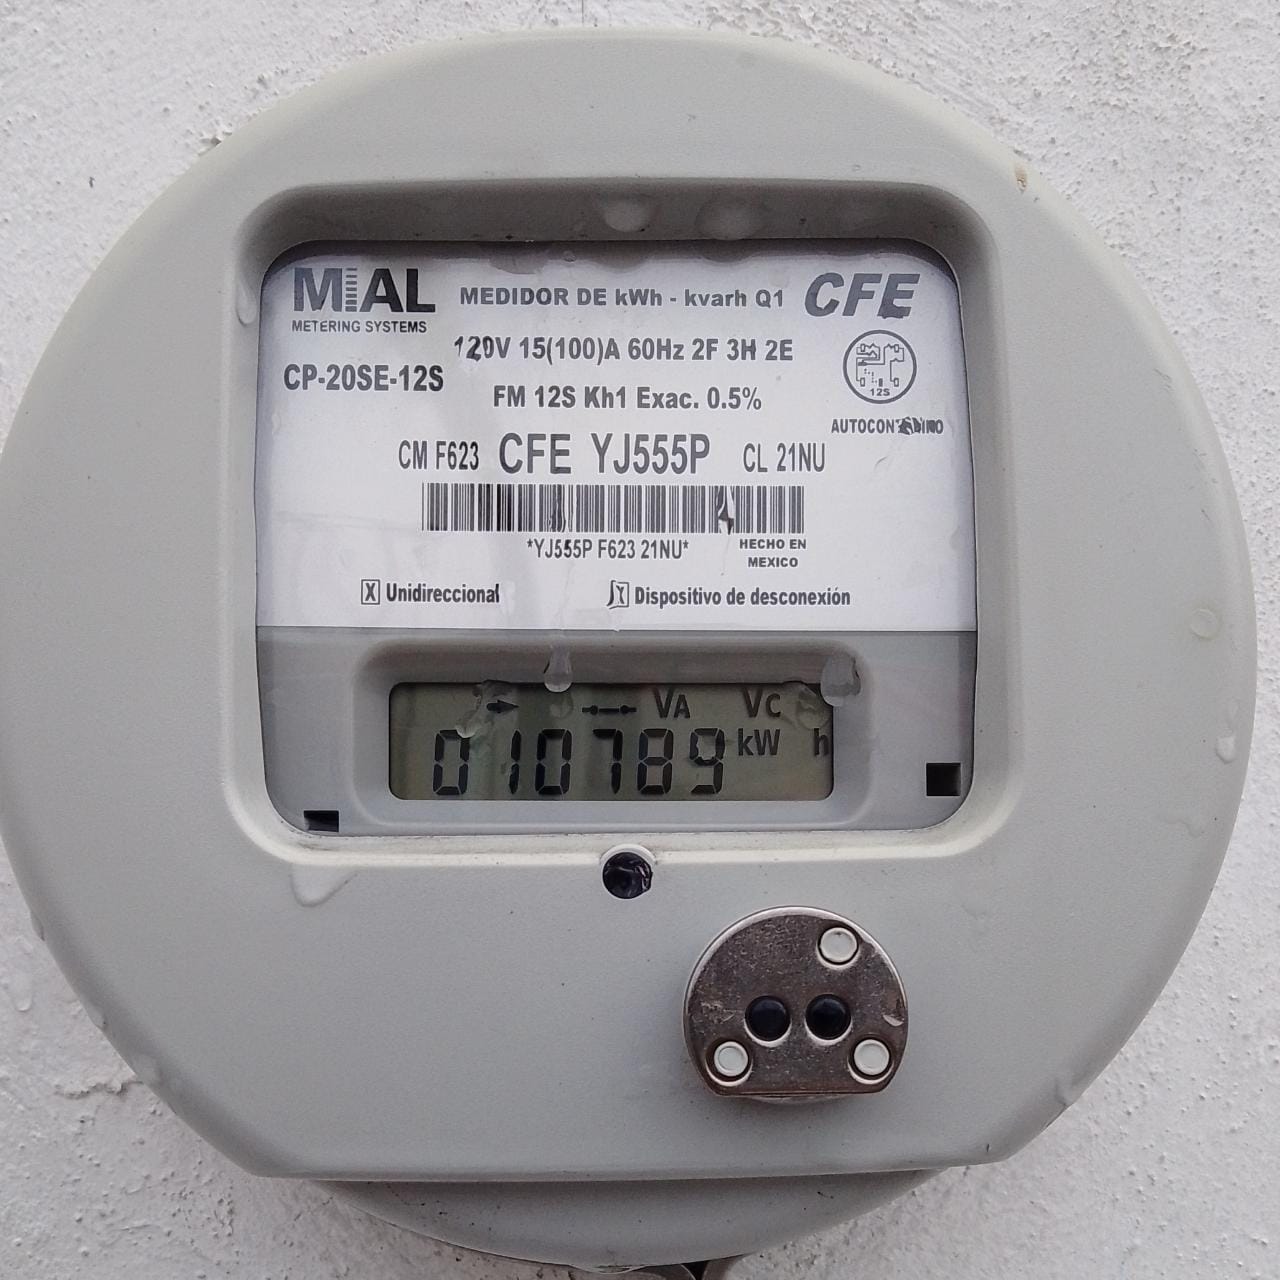 MIAL
METERING SYSTEMS
MEDIDOR DE kWh - kvarh Q1
CFE
120V 15(100)A 60Hz 2F 3H 2E
CP-20SE-12S
FM 12S Kh1 Exac. 0.5%
12S
CM F623 CFE YJ555P CL 21NU
*YJ555P F623 21NU*
HECHO EN
MEXICO
X Unidireccional
Dispositivo de desconexión
VA VC
010789 kW h